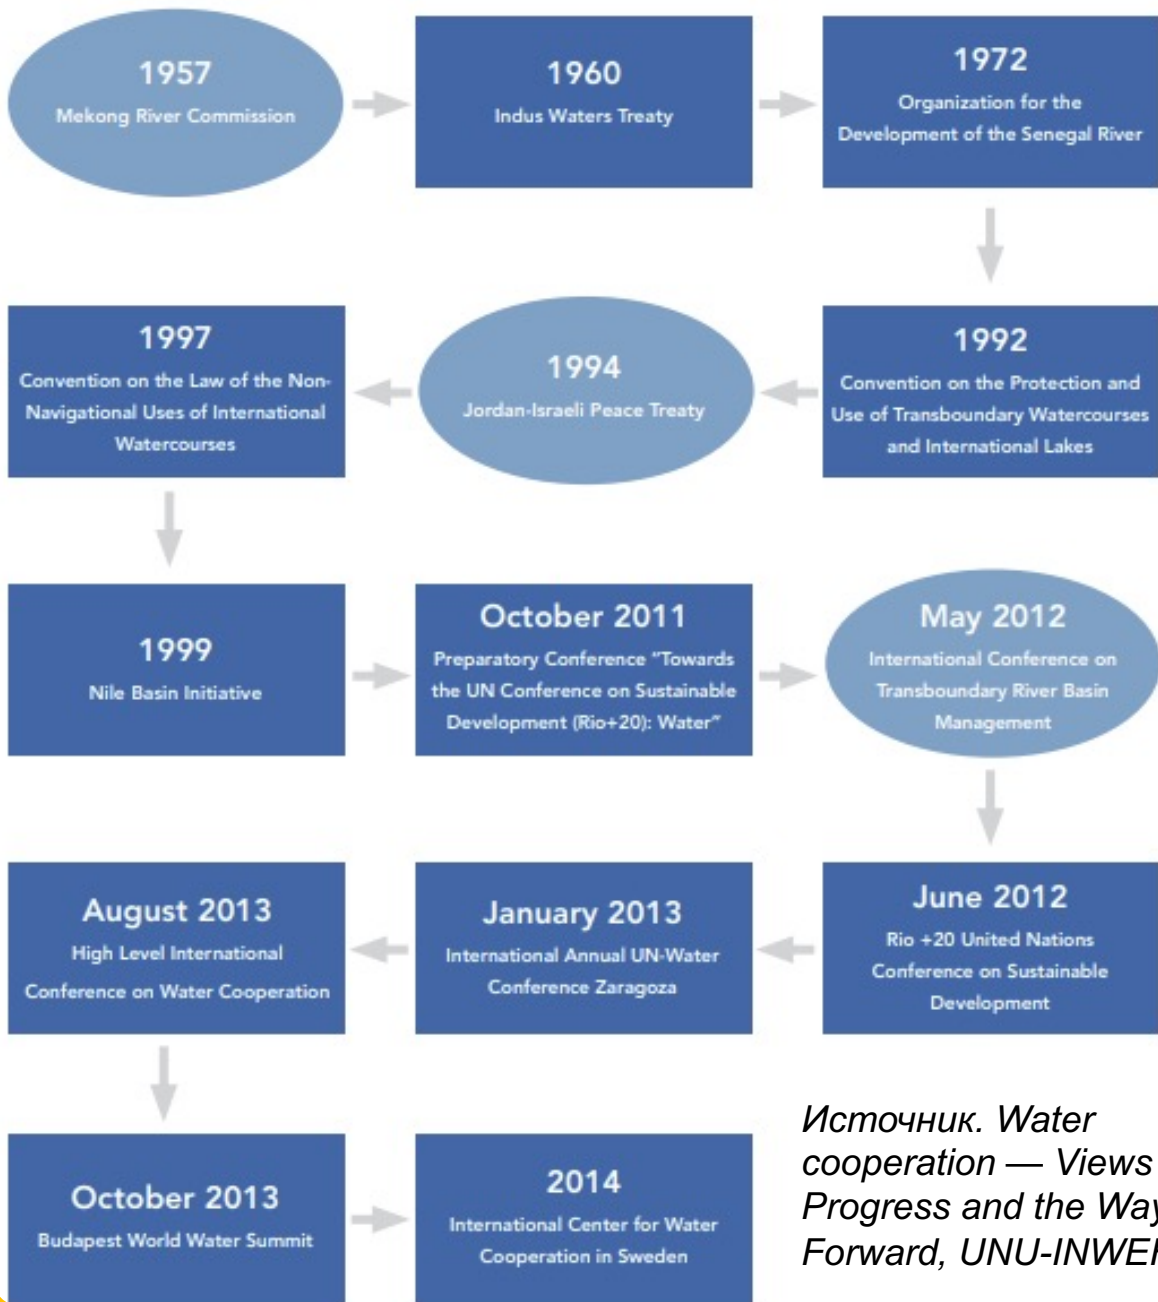 1957
Mekong River Commission
1960
Indus Waters Treaty
1972
Organization for the
Development of the Senegal River
1997
Convention on the Law of the Non-
Navigational Uses of International
Watercourses
1994
Jordan-Israeli Peace Treaty
1992
Convention on the Protection and
Use of Transboundary Watercourses
and International Lakes
1999
Nile Basin Initiative
October 2011
Preparatory Conference “Towards
the UN Conference on Sustainable
Development (Rio+20): Water”
May 2012
International Conference on
Transboundary River Basin
Management
August 2013
High Level International
Conference on Water Cooperation
January 2013
International Annual UN-Water
Conference Zaragoza
June 2012
Rio +20 United Nations
Conference on Sustainable
Development
October 2013
Budapest World Water Summit
2014
International Center for Water
Cooperation in Sweden
Источник. Water
cooperation — Views
Progress and the Way
Forward,